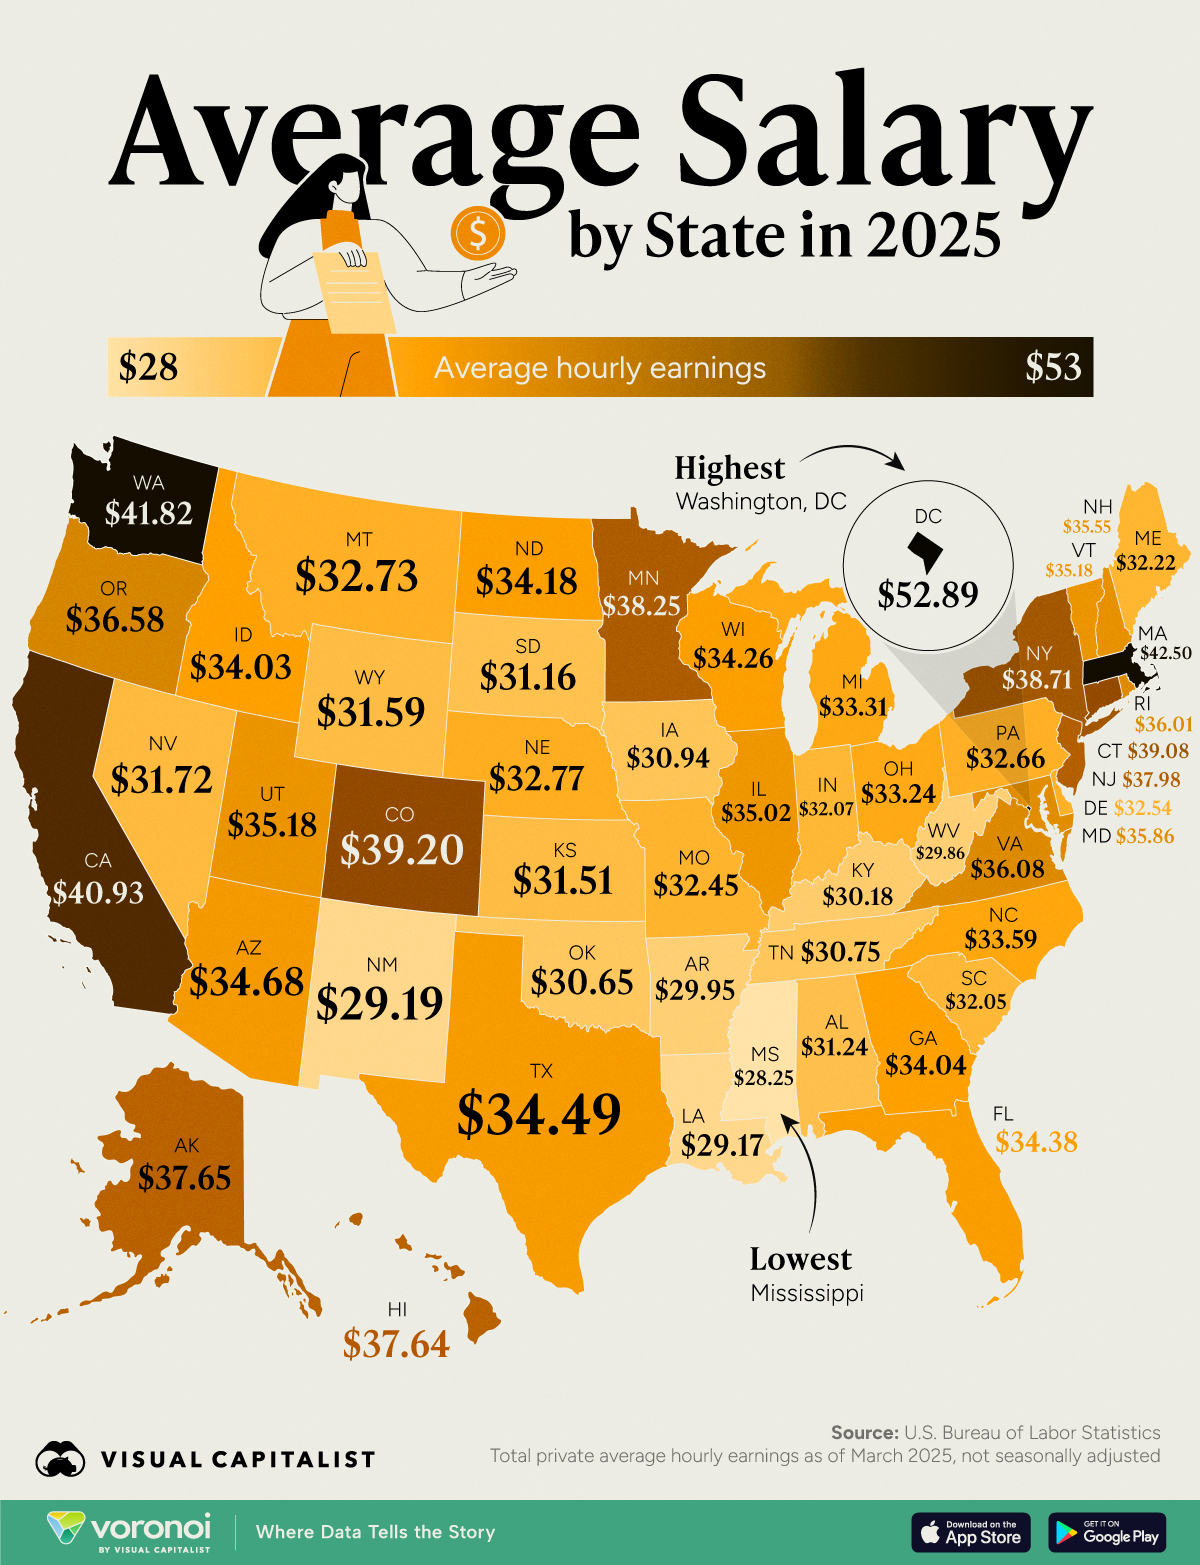 Average Salary
by State in 2025
$
$28
Average hourly earnings
$53
Highest
Washington, DC
DC
$52.89
WA
$41.82
OR
$36.58
ID
$34.03
MT
$32.73
ND
$34.18
MN
$38.25
SD
$31.16
WY
$31.59
WI
$34.26
MI
$33.31
NH
$35.55
VT
$35.18
ME
$32.22
MA
$42.50
NY
$38.71
RI
$36.01
CT $39.08
NJ $37.98
DE $32.54
MD $35.86
PA
$32.66
NV
$31.72
UT
$35.18
CO
$39.20
NE
$32.77
IA
$30.94
IL
$35.02
IN
$32.07
OH
$33.24
WV
$29.86
VA
$36.08
CA
$40.93
KS
$31.51
MO
$32.45
KY
$30.18
NC
$33.59
TN $30.75
SC
$32.05
AZ
$34.68
NM
$29.19
OK
$30.65
AR
$29.95
MS
$28.25
AL
$31.24
GA
$34.04
TX
$34.49
LA
$29.17
FL
$34.38
AK
$37.65
HI
$37.64
Lowest
Mississippi
Source: U.S. Bureau of Labor Statistics
Total private average hourly earnings as of March 2025, not seasonally adjusted
VISUAL CAPITALIST
voronoi
BY VISUAL CAPITALIST
Where Data Tells the Story
Download on the
App Store
GET IT ON
Google Play